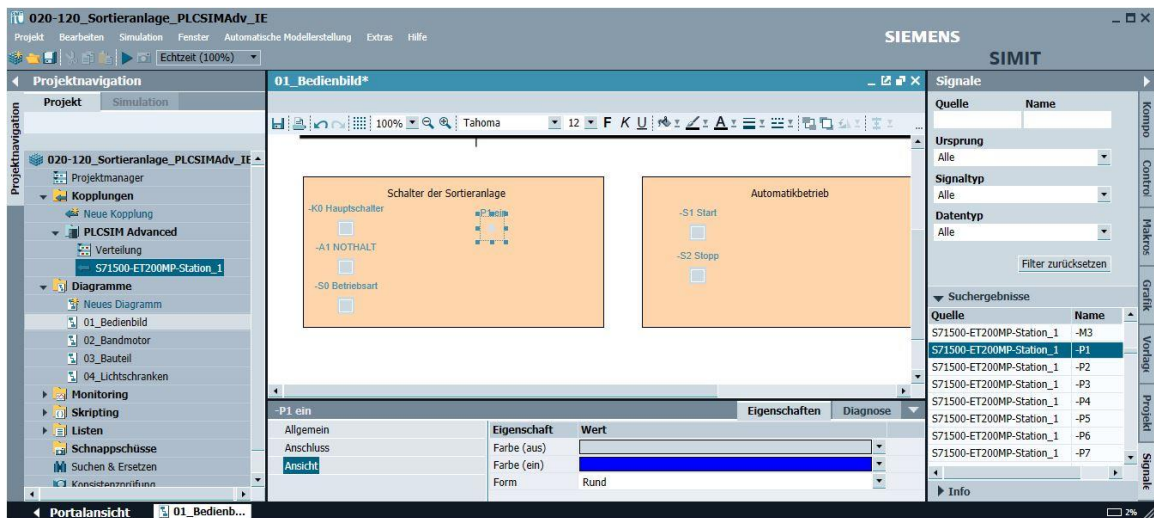 020-120_Sortieranlage_PLCSIMAdv_IE
Projekt Bearbeiten Simulation Fenster Automatische Modellerstellung Extras Hilfe
SIEMENS
SIMIT
Echtzeit (100%)
Projektnavigation
Projekt Simulation
Projektnavigation
020-120_Sortieranlage_PLCSIMAdv_IE
Projektmanager
Kopplungen
Neue Kopplung
PLCSIM Advanced
Verteilung
S71500-ET200MP-Station_1
Diagramme
Neues Diagramm
01_Bedienbild
02_Bandmotor
03_Bauteil
04_Lichtschranken
Monitoring
Skripting
Listen
Schnappschüsse
Suchen & Ersetzen
Konsistenzprüfung
01_Bedienbild*
100% Tahoma 12 F K U A
Schalter der Sortieranlage
-K0 Hauptschalter
-P1 ein
-A1 NOTHALT
-S0 Betriebsart
Automatikbetrieb
-S1 Start
-S2 Stopp
-P1 ein
Eigenschaften Diagnose
Allgemein
Anschluss
Ansicht
Eigenschaft Wert
Farbe (aus)
Farbe (ein)
Form Rund
Signale
Quelle Name
Ursprung
Alle
Signaltyp
Alle
Datentyp
Alle
Filter zurücksetzen
Suchergebnisse
Quelle Name
S71500-ET200MP-Station_1 -M3
S71500-ET200MP-Station_1 -P1
S71500-ET200MP-Station_1 -P2
S71500-ET200MP-Station_1 -P3
S71500-ET200MP-Station_1 -P4
S71500-ET200MP-Station_1 -P5
S71500-ET200MP-Station_1 -P6
S71500-ET200MP-Station_1 -P7
Info
Kompo
Control
Makros
Grafik
Vorlage
Projekt
Signale
Portalansicht 01_Bedienb...
2%